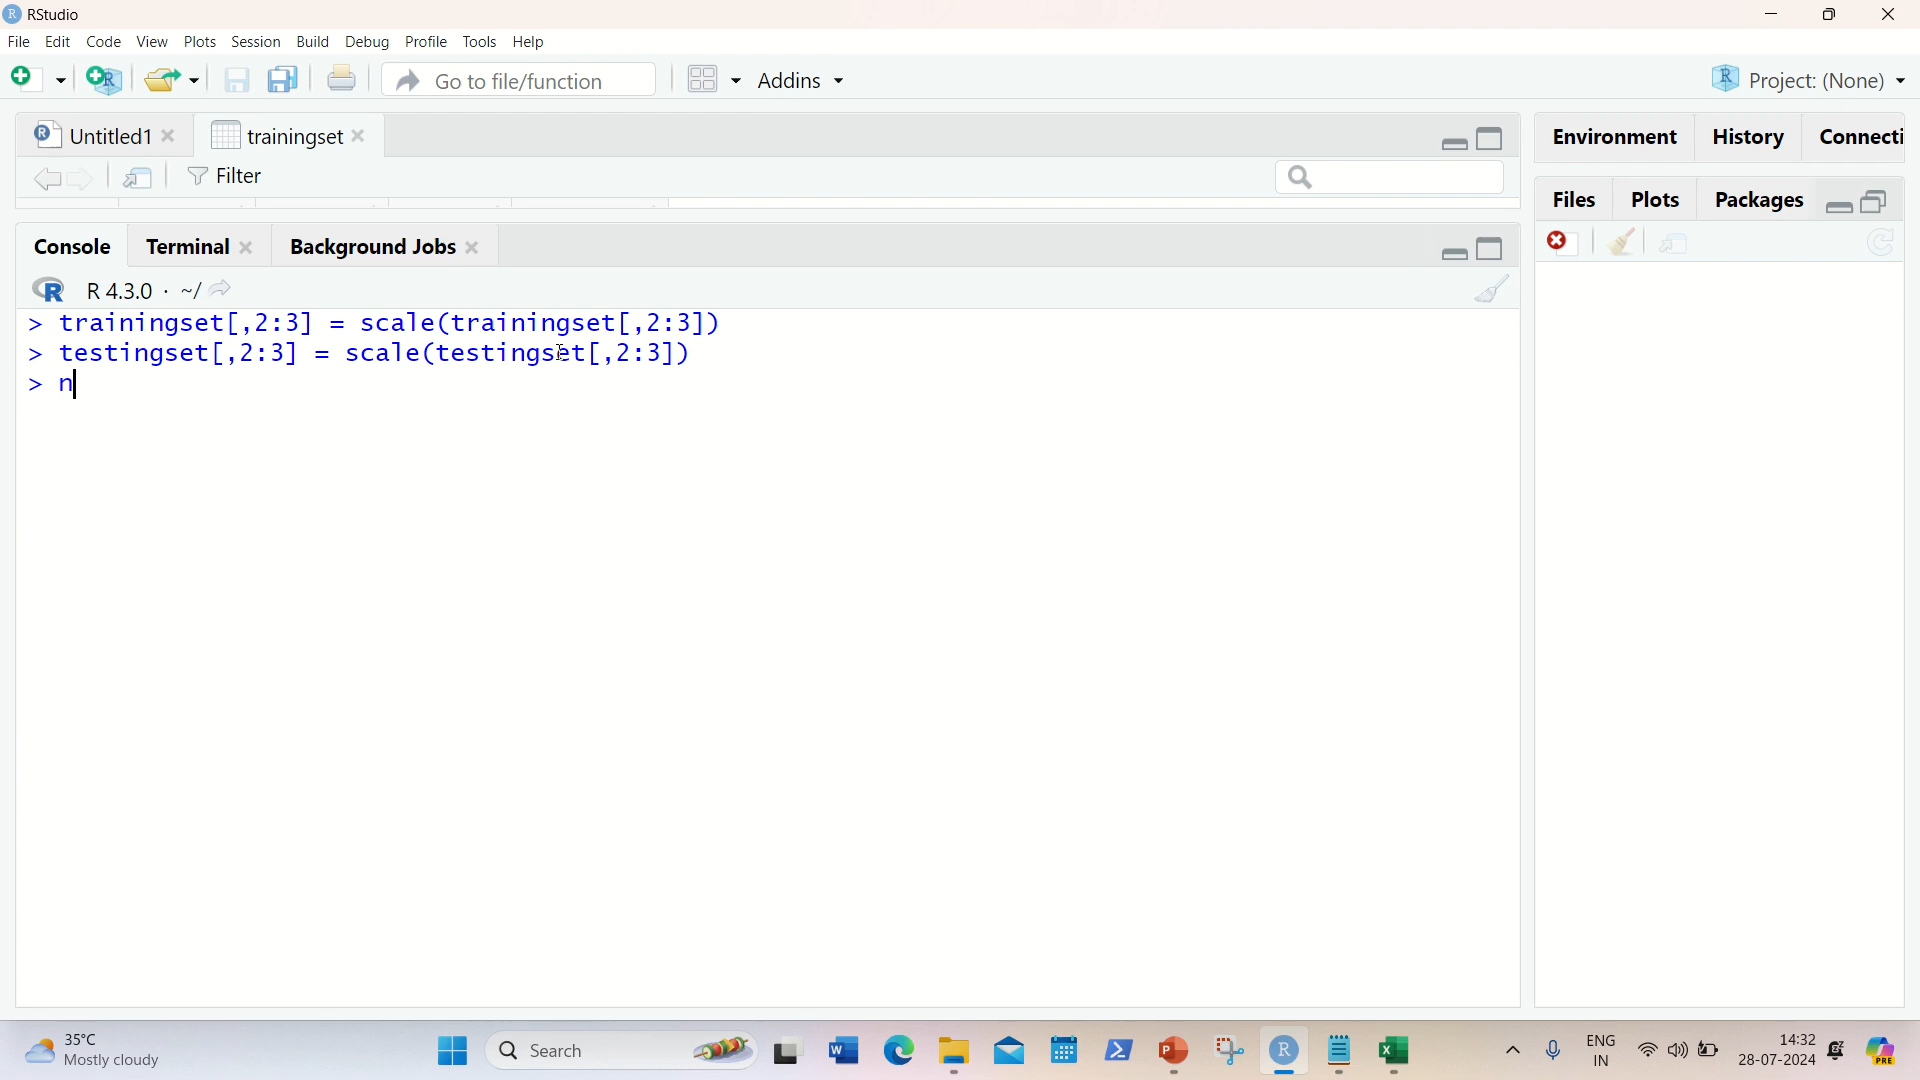 RStudio
File Edit Code View Plots Session Build Debug Profile Tools Help
Go to file/function Addins Project: (None)
Untitled1 trainingset
Filter
Environment History Connecti
Files Plots Packages
Console Terminal Background Jobs
R 4.3.0 · ~/
> trainingset[,2:3] = scale(trainingset[,2:3])
> testingset[,2:3] = scale(testingset[,2:3])
> n
35°C
Mostly cloudy
Search
ENG
IN
14:32
28-07-2024
PRE